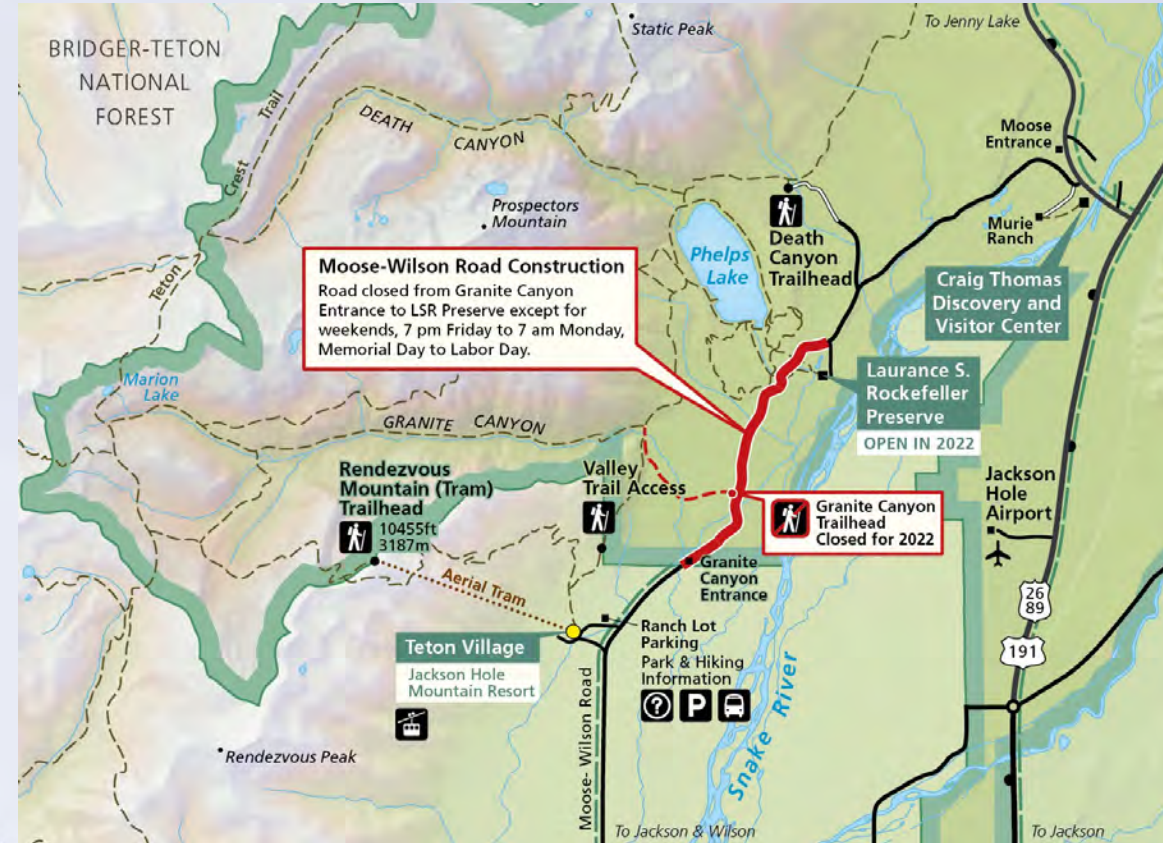 BRIDGER-TETON
NATIONAL
FOREST
Static Peak
To Jenny Lake
Moose
Entrance
Murie
Ranch
Craig Thomas
Discovery and
Visitor Center
Crest
Trail
Teton
DEATH
CANYON
Prospectors
Mountain
Phelps
Lake
Death
Canyon
Trailhead
Moose-Wilson Road Construction
Road closed from Granite Canyon
Entrance to LSR Preserve except for
weekends, 7 pm Friday to 7 am Monday,
Memorial Day to Labor Day.
Laurance S.
Rockefeller
Preserve
OPEN IN 2022
Marion
Lake
GRANITE CANYON
Rendezvous
Mountain (Tram)
Trailhead
10455ft
3187m
Valley
Trail Access
Granite Canyon
Trailhead
Closed for 2022
Jackson
Hole
Airport
Granite
Canyon
Entrance
Aerial Tram
26
89
191
Teton Village
Jackson Hole
Mountain Resort
Ranch Lot
Parking
Park & Hiking
Information
?
P
Moose- Wilson Road
Snake River
Rendezvous Peak
To Jackson & Wilson
To Jackson